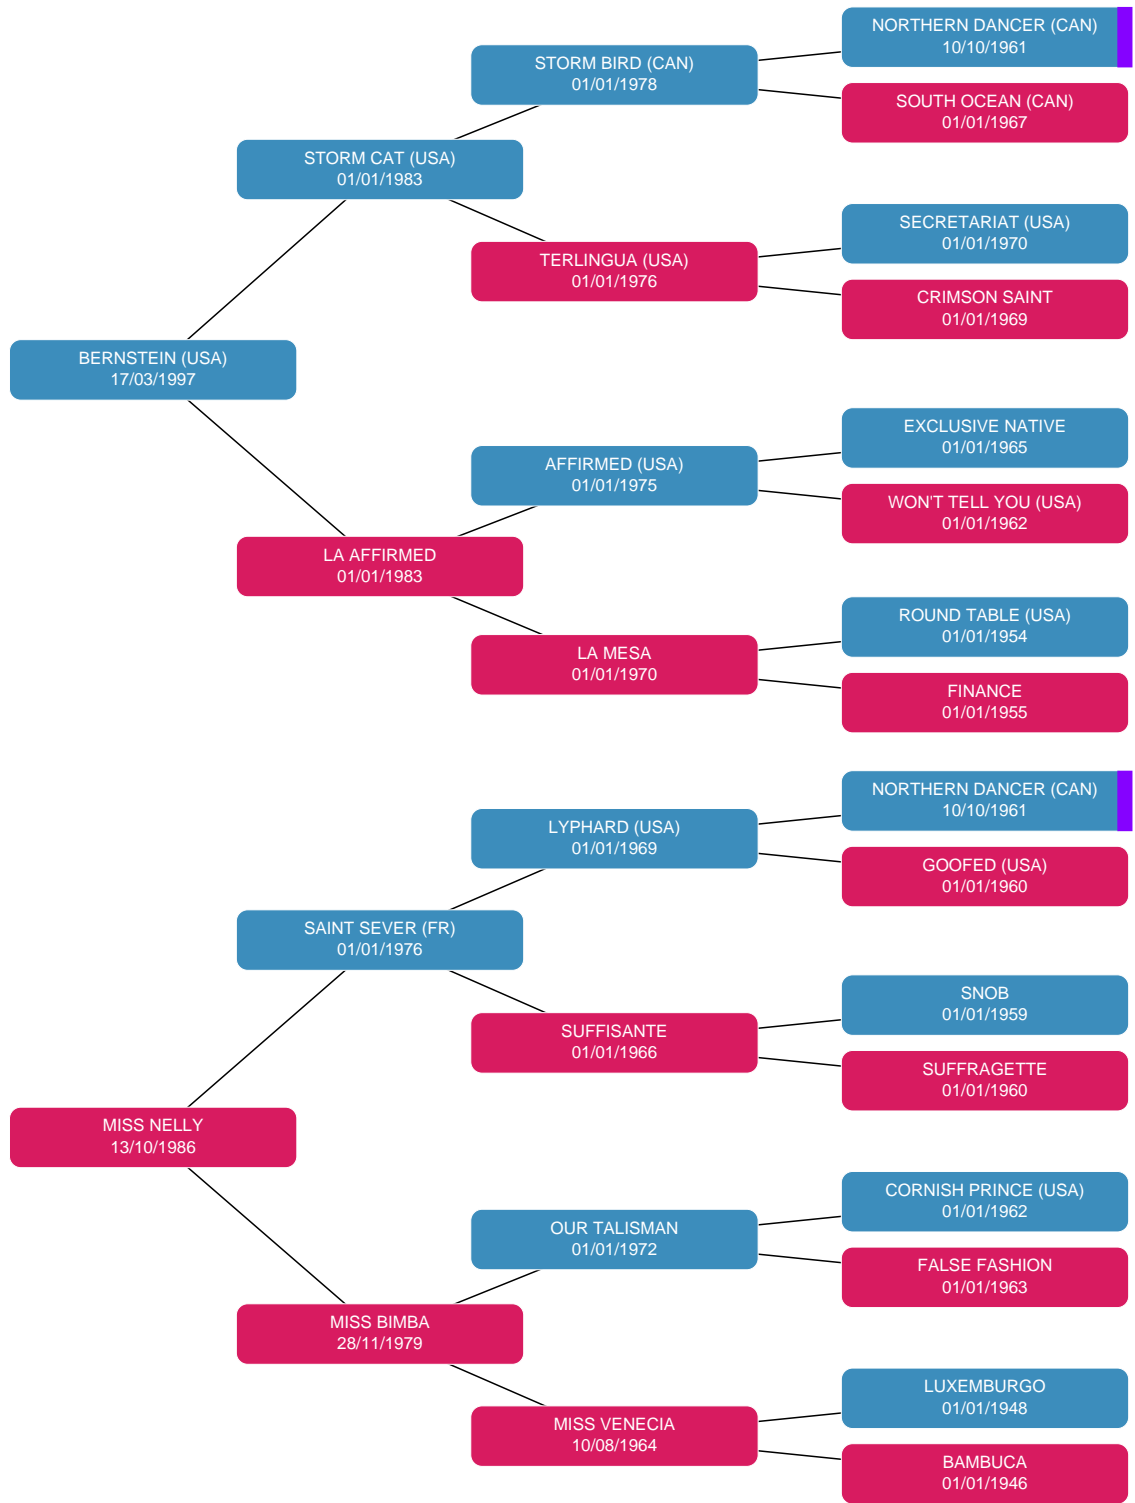 NORTHERN DANCER (CAN)
10/10/1961
STORM BIRD (CAN)
01/01/1978
SOUTH OCEAN (CAN)
01/01/1967
STORM CAT (USA)
01/01/1983
SECRETARIAT (USA)
01/01/1970
TERLINGUA (USA)
01/01/1976
CRIMSON SAINT
01/01/1969
BERNSTEIN (USA)
17/03/1997
EXCLUSIVE NATIVE
01/01/1965
AFFIRMED (USA)
01/01/1975
WON'T TELL YOU (USA)
01/01/1962
LA AFFIRMED
01/01/1983
ROUND TABLE (USA)
01/01/1954
LA MESA
01/01/1970
FINANCE
01/01/1955
NORTHERN DANCER (CAN)
10/10/1961
LYPHARD (USA)
01/01/1969
GOOFED (USA)
01/01/1960
SAINT SEVER (FR)
01/01/1976
SNOB
01/01/1959
SUFFISANTE
01/01/1966
SUFFRAGETTE
01/01/1960
MISS NELLY
13/10/1986
CORNISH PRINCE (USA)
01/01/1962
OUR TALISMAN
01/01/1972
FALSE FASHION
01/01/1963
MISS BIMBA
28/11/1979
LUXEMBURGO
01/01/1948
MISS VENECIA
10/08/1964
BAMBUCA
01/01/1946